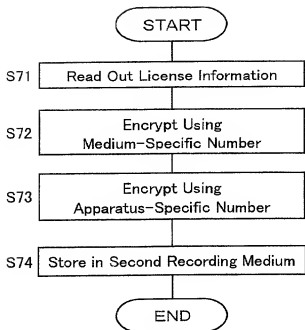 START
S71 Read Out License Information
S72 Encrypt Using
Medium-Specific Number
S73 Encrypt Using
Apparatus-Specific Number
S74 Store in Second Recording Medium
END